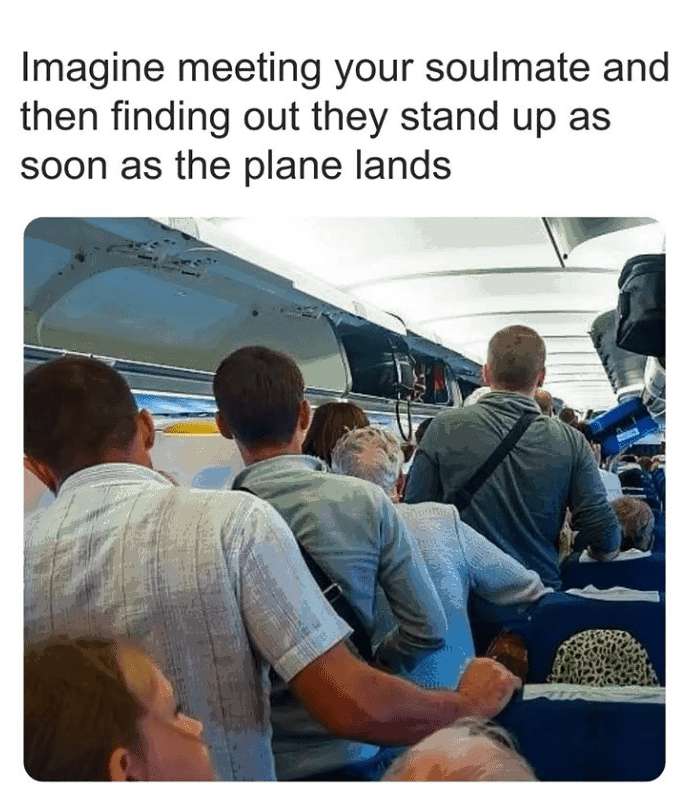 Imagine meeting your soulmate and
then finding out they stand up as
soon as the plane lands